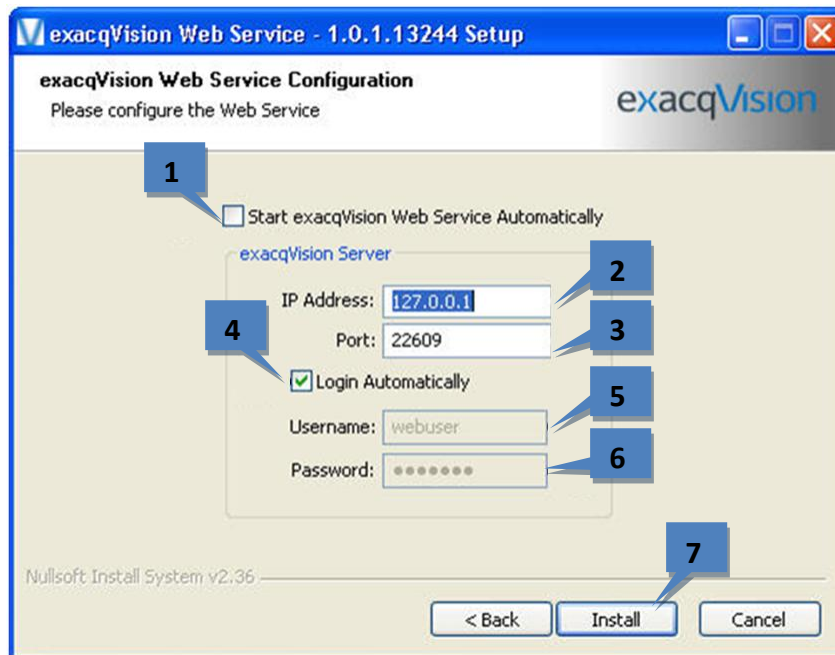 exacqVision Web Service - 1.0.1.13244 Setup
exacqVision Web Service Configuration
Please configure the Web Service
exacqVision
1
Start exacqVision Web Service Automatically
exacqVision Server
2
IP Address: 127.0.0.1
4
Port: 22609
3
Login Automatically
5
Username: webuser
6
Password: ●●●●●●●
7
Nullsoft Install System v2.36
< Back Install Cancel